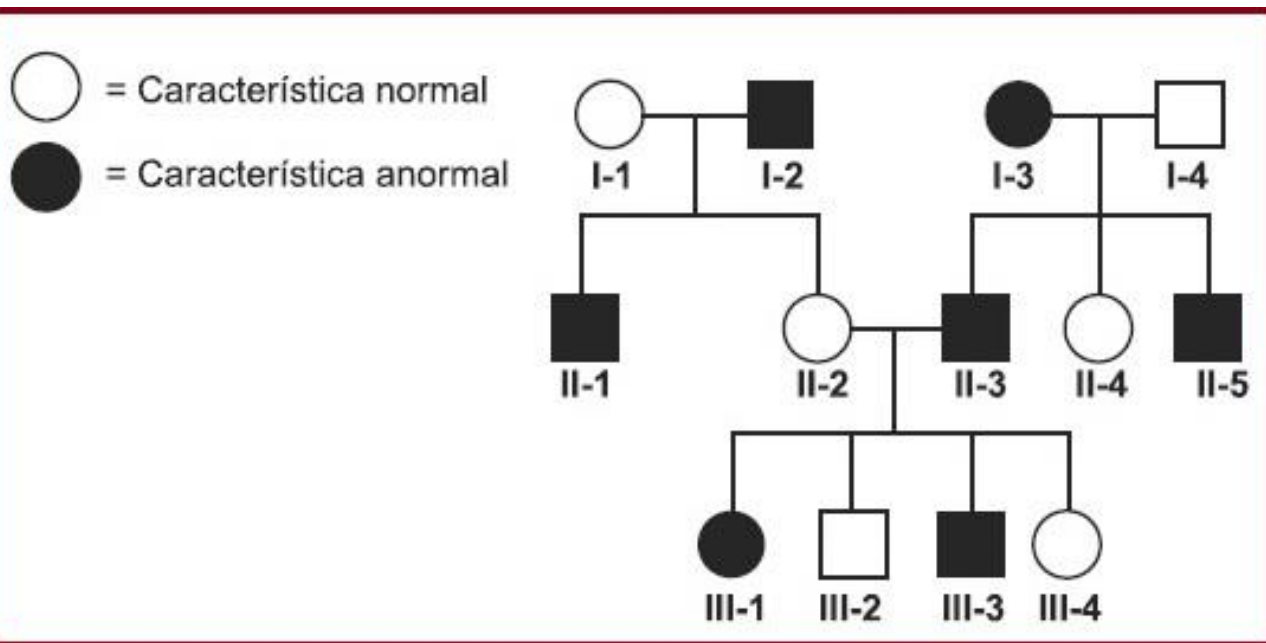 = Característica normal
= Característica anormal
I-1 I-2 I-3 I-4
II-1 II-2 II-3 II-4 II-5
III-1 III-2 III-3 III-4